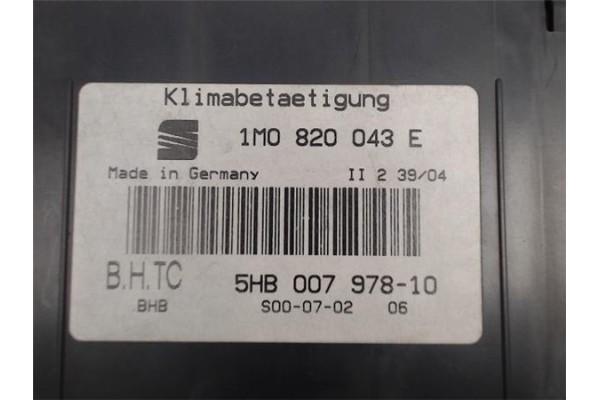 Klimabetaetigung
1M0 820 043 E
Made in Germany II 2 39/04
B.H.TC 5HB 007 978-10
BHB S00-07-02 06